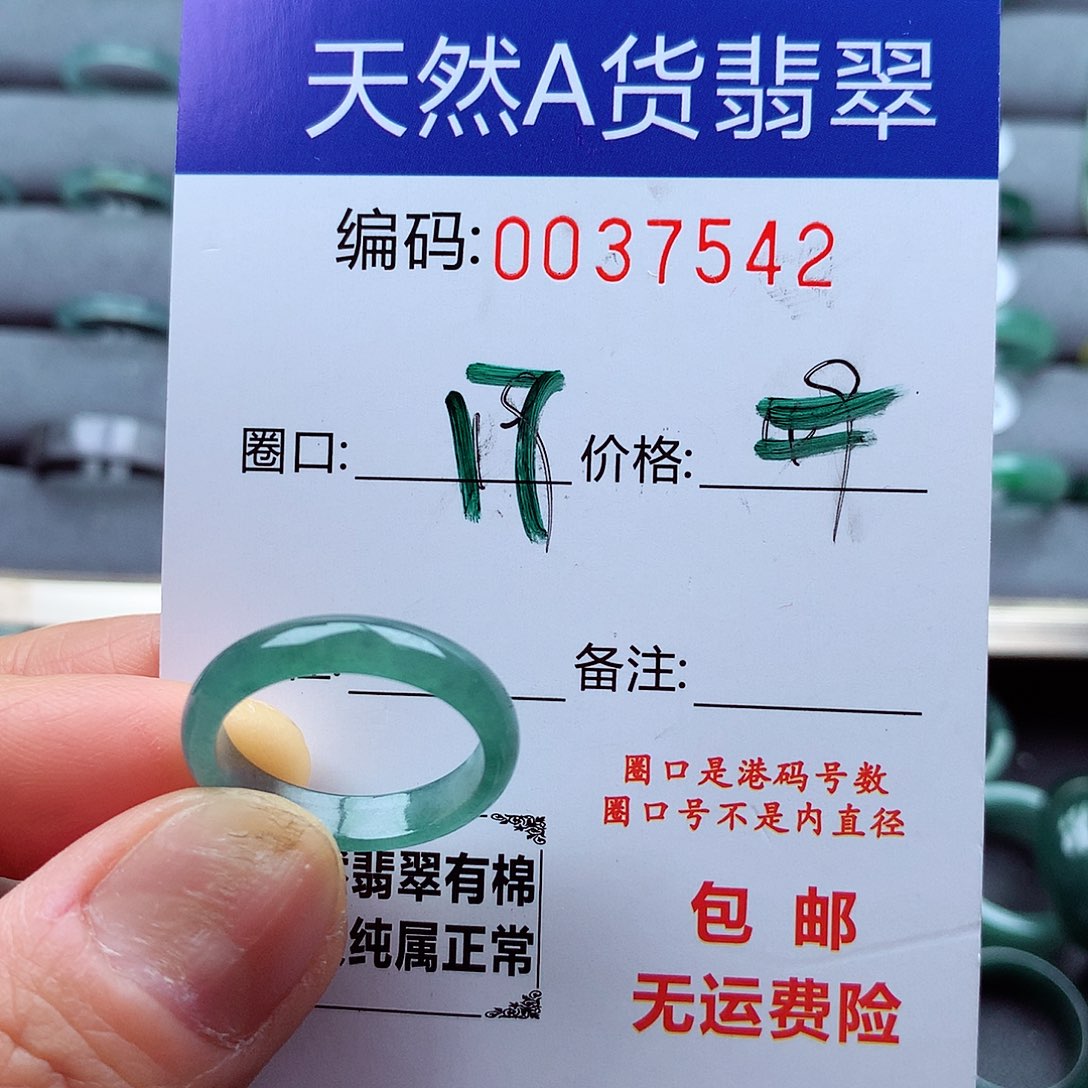 天然A货翡翠
编码:0037542
圈口: 17 价格:
备注:
圈口是港码号数
圈口号不是内直径
翡翠有棉
纯属正常
包 邮
无运费险